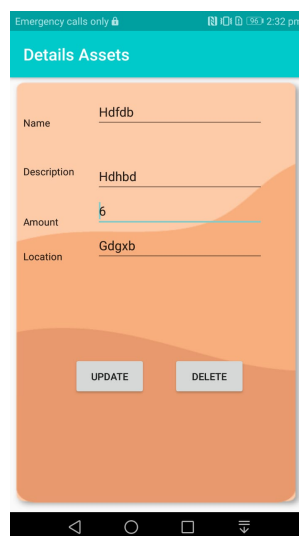 Emergency calls only 96 2:32 pm
Details Assets
Name Hdfdb
Description Hdhbd
Amount 6
Location Gdgxb
UPDATE DELETE